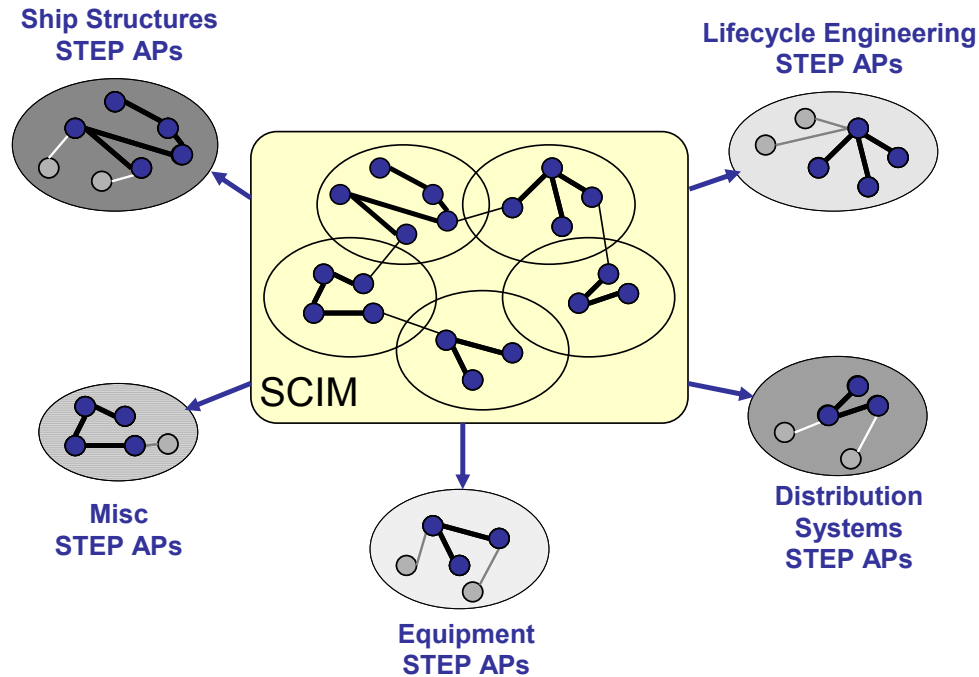 Ship Structures
STEP APs
Lifecycle Engineering
STEP APs
SCIM
Misc
STEP APs
Distribution
Systems
STEP APs
Equipment
STEP APs